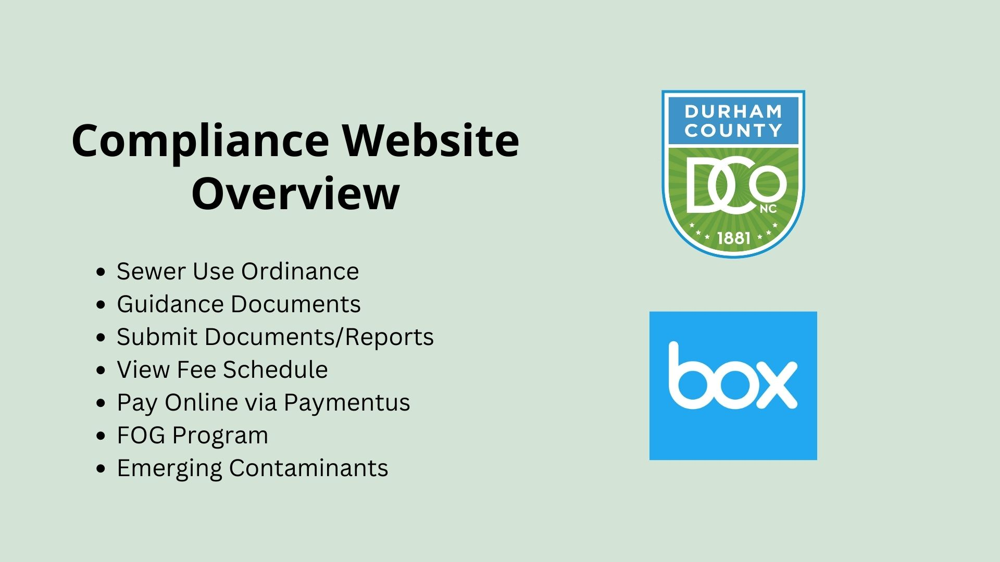 Compliance Website
Overview
• Sewer Use Ordinance
• Guidance Documents
• Submit Documents/Reports
• View Fee Schedule
• Pay Online via Paymentus
• FOG Program
• Emerging Contaminants
DURHAM
COUNTY
DCo
NC
1881
box